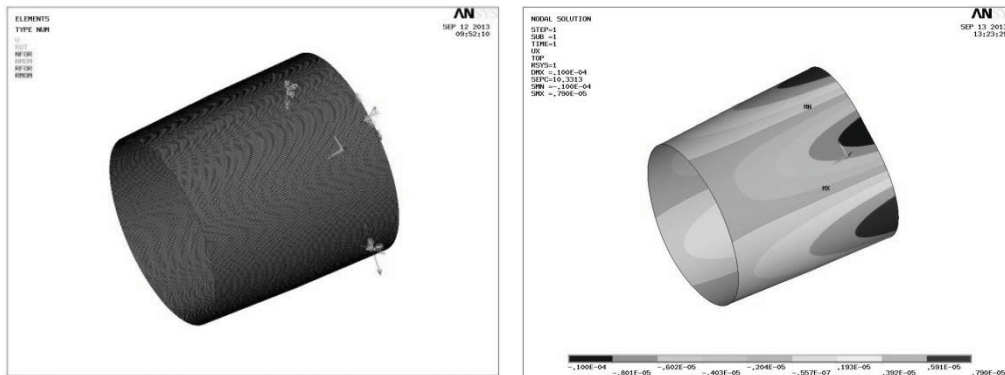 ANSYS
ELEMENTS
TYPE NUM
U
ROT
NFOR
NMOM
RFOR
RMOM
SEP 12 2013
09:52:10
ANSYS
NODAL SOLUTION
STEP=1
SUB =1
TIME=1
UX
TOP
RSYS=1
DMX =.100E-04
SEPC=10.3313
SMN =-.100E-04
SMX =.790E-05
SEP 13 2013
MN
MX
-.100E-04 -.602E-05 -.204E-05 .193E-05 .591E-05
-.801E-05 -.403E-05 -.557E-07 .392E-05 .790E-05